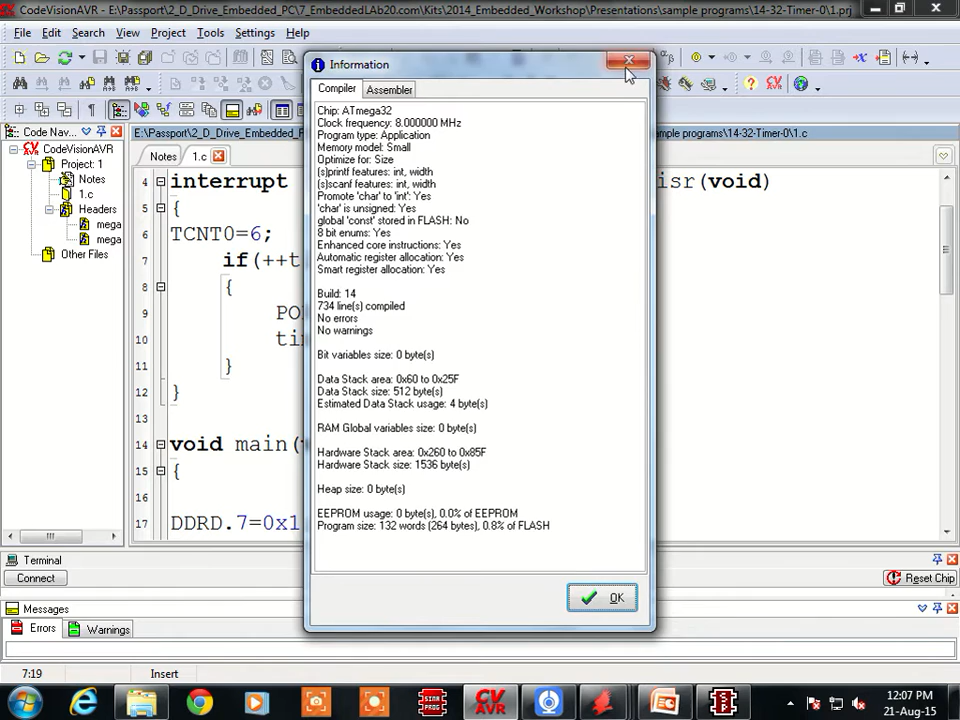 CodeVisionAVR - E:\Passport\2_D_Drive_Embedded_PC\7_EmbeddedLAb20.com\Kits\2014_Embedded_Workshop\Presentations\sample programs\14-32-Timer-0\1.prj
File Edit Search View Project Tools Settings Help
Information
Compiler Assembler
Chip: ATmega32
Clock frequency: 8.000000 MHz
Program type: Application
Memory model: Small
Optimize for: Size
(s)printf features: int, width
(s)scanf features: int, width
Promote 'char' to 'int': Yes
'char' is unsigned: Yes
global 'const' stored in FLASH: No
8 bit enums: Yes
Enhanced core instructions: Yes
Automatic register allocation: Yes
Smart register allocation: Yes
Build: 14
734 line(s) compiled
No errors
No warnings
Bit variables size: 0 byte(s)
Data Stack area: 0x60 to 0x25F
Data Stack size: 512 byte(s)
Estimated Data Stack usage: 4 byte(s)
RAM Global variables size: 0 byte(s)
Hardware Stack area: 0x260 to 0x85F
Hardware Stack size: 1536 byte(s)
Heap size: 0 byte(s)
EEPROM usage: 0 byte(s), 0.0% of EEPROM
Program size: 132 words (264 bytes), 0.8% of FLASH
OK
Code Nav...
CodeVisionAVR
Project: 1
Notes
1.c
Headers
mega
mega
Other Files
E:\Passport\2_D_Drive_Embedded_P
sample programs\14-32-Timer-0\1.c
Notes 1.c
4 interrupt isr(void)
5 {
6 TCNT0=6;
7 if(++t
8 {
9 PO
10 tim
11 }
12 }
13
14 void main(
15 {
16
17 DDRD.7=0x1
Terminal
Connect Reset Chip
Messages
Errors Warnings
7:19 Insert
SINA PROG
CV AVR
12:07 PM
21-Aug-15